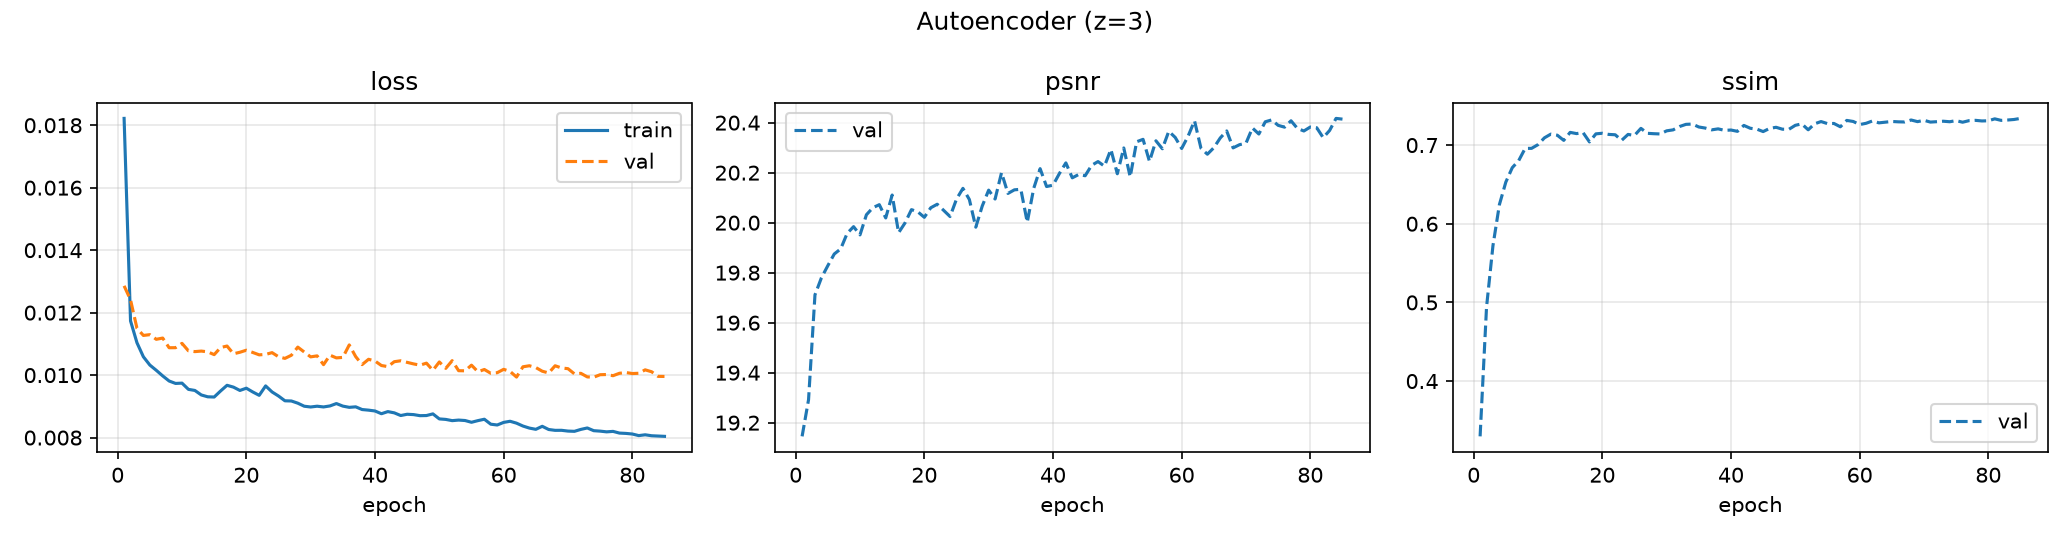 Autoencoder (z=3)
loss
0.018
0.016
0.014
0.012
0.010
0.008
0 20 40 60 80
epoch
train
val
psnr
20.4
20.2
20.0
19.8
19.6
19.4
19.2
0 20 40 60 80
epoch
val
ssim
0.7
0.6
0.5
0.4
0 20 40 60 80
epoch
val